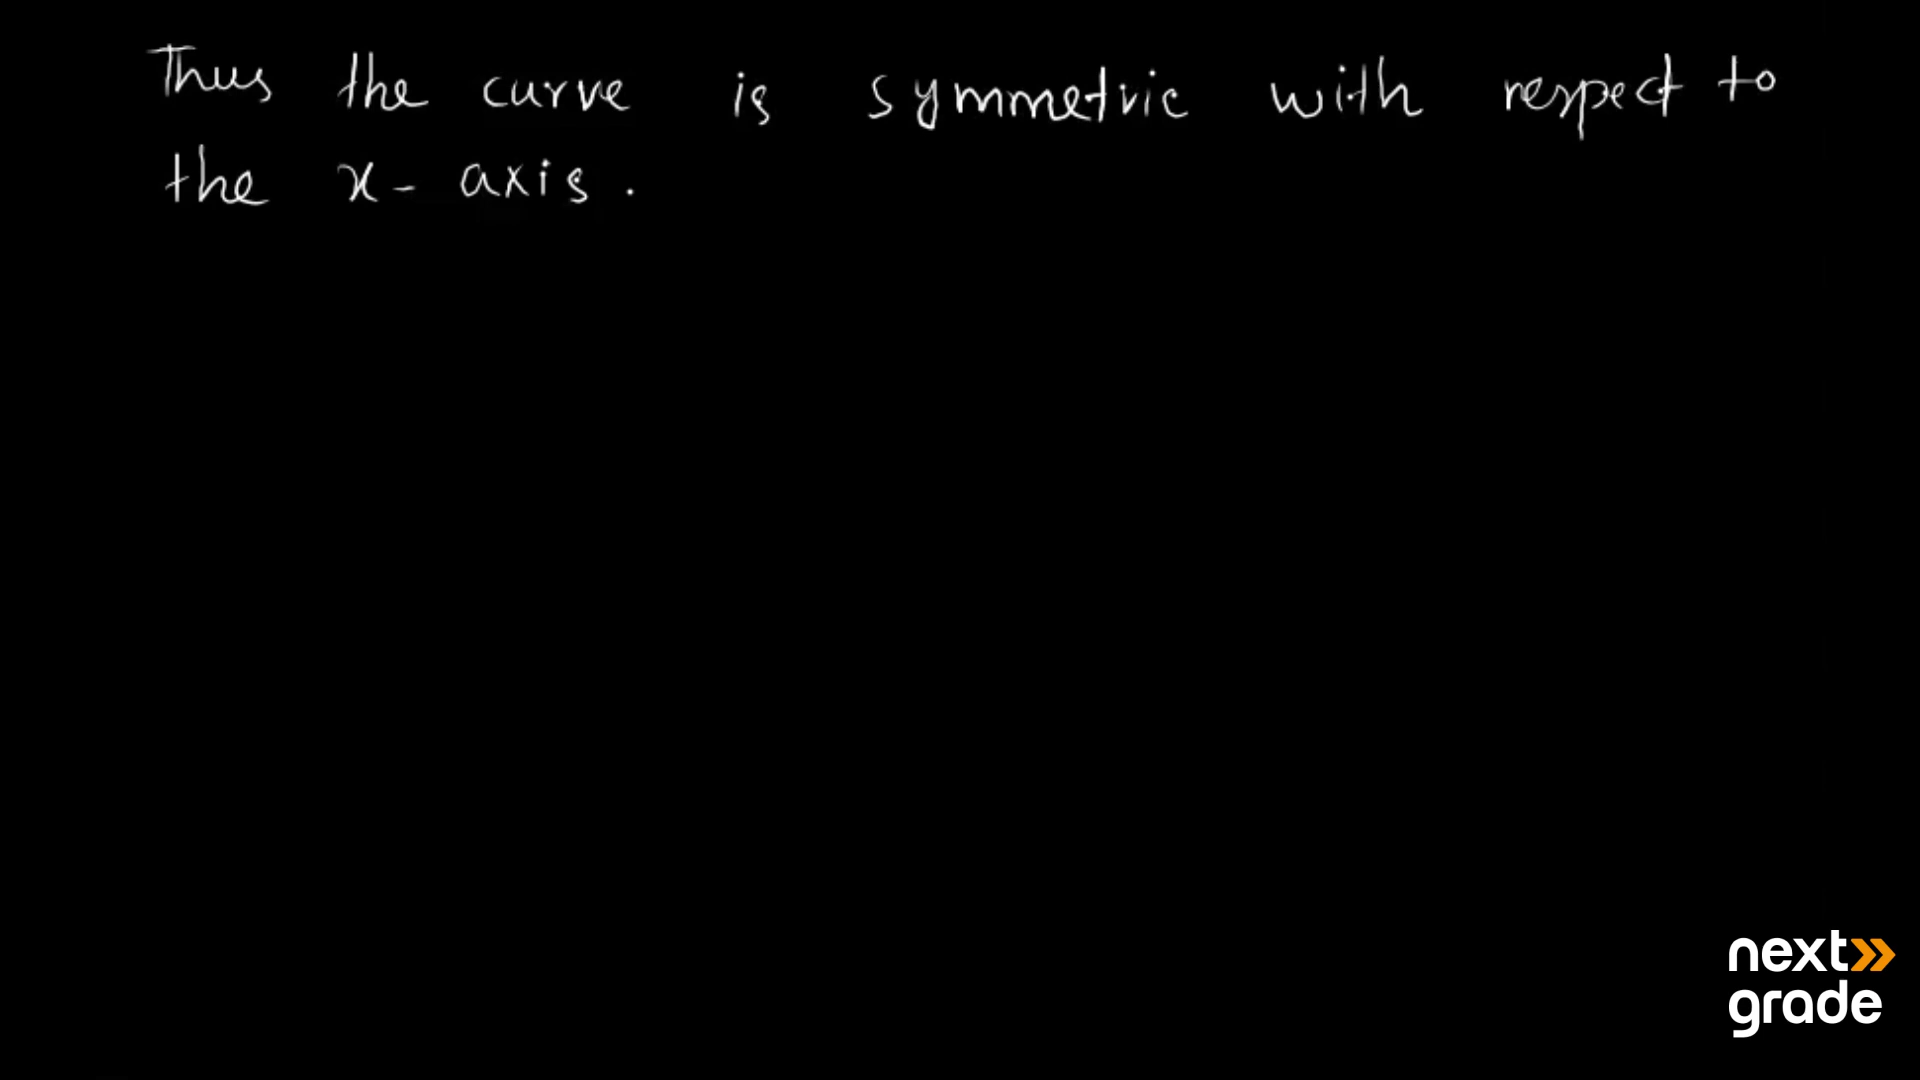 Thus the curve is symmetric with respect to
the x- axis.
next
grade